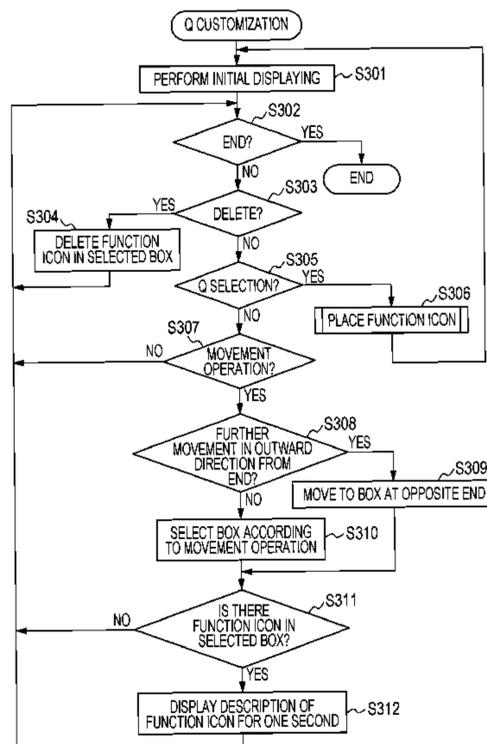 Q CUSTOMIZATION
PERFORM INITIAL DISPLAYING
S301
S302
END?
YES
NO
END
S303
DELETE?
YES
NO
S304
DELETE FUNCTION
ICON IN SELECTED BOX
S305
Q SELECTION?
YES
NO
S306
PLACE FUNCTION ICON
S307
MOVEMENT
OPERATION?
NO
YES
S308
FURTHER
MOVEMENT IN OUTWARD
DIRECTION FROM
END?
YES
NO
S309
MOVE TO BOX AT OPPOSITE END
SELECT BOX ACCORDING
TO MOVEMENT OPERATION
S310
S311
IS THERE
FUNCTION ICON IN
SELECTED BOX?
NO
YES
DISPLAY DESCRIPTION OF
FUNCTION ICON FOR ONE SECOND
S312